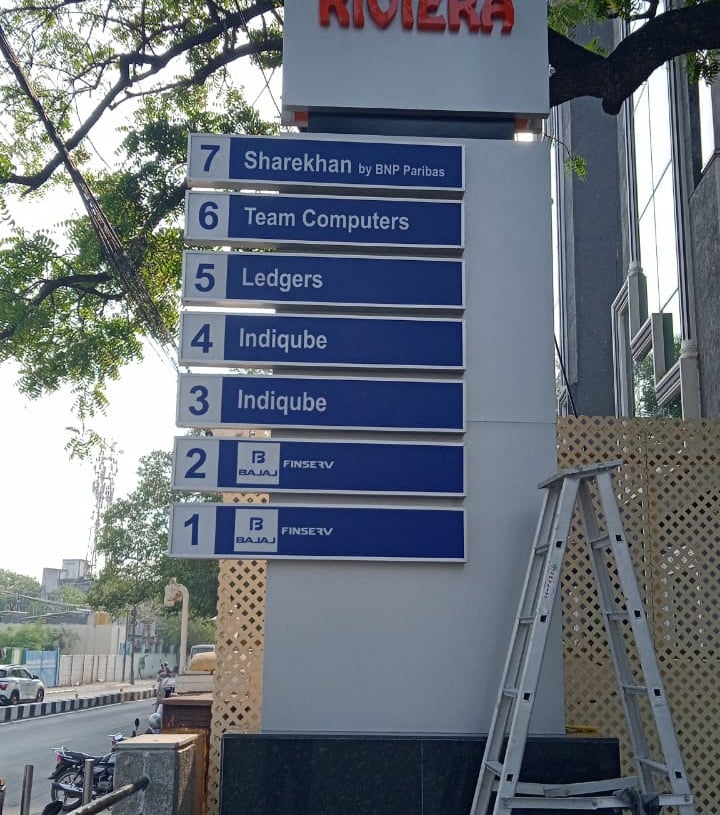 RIVIERA
7 Sharekhan by BNP Paribas
6 Team Computers
5 Ledgers
4 Indiqube
3 Indiqube
2 B BAJAJ FINSERV
1 B BAJAJ FINSERV